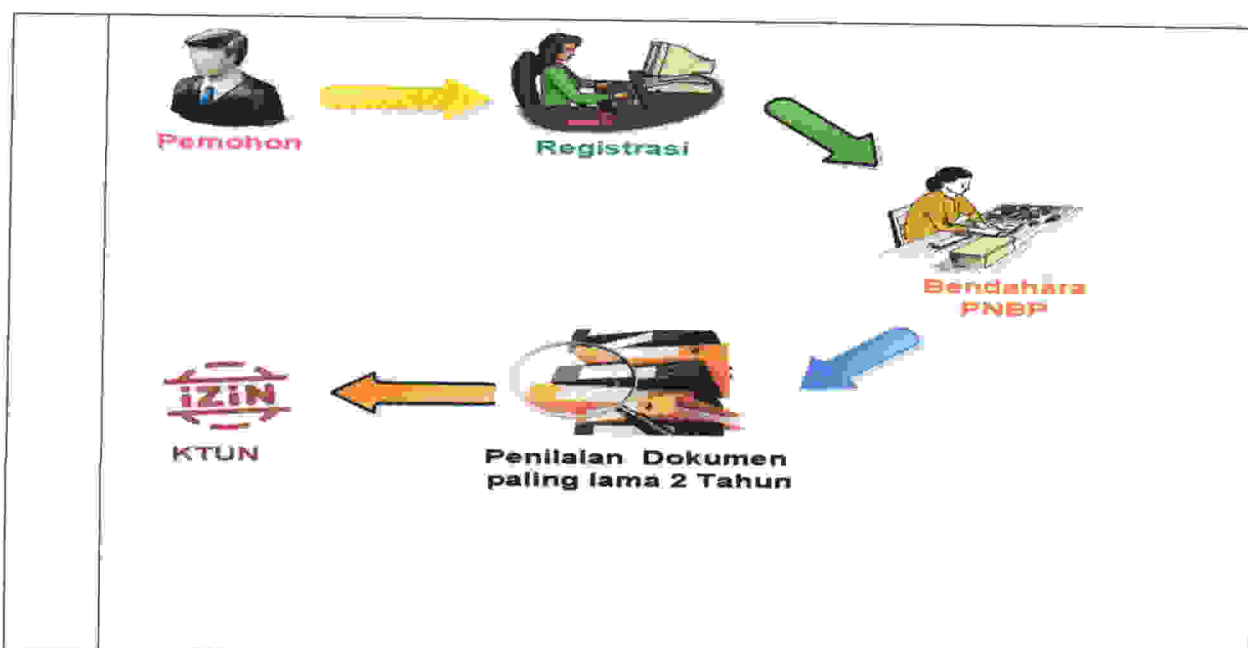 Pemohon
Registrasi
Bendahara
PNBP
iZiN
KTUN
Penilaian Dokumen
paling lama 2 Tahun